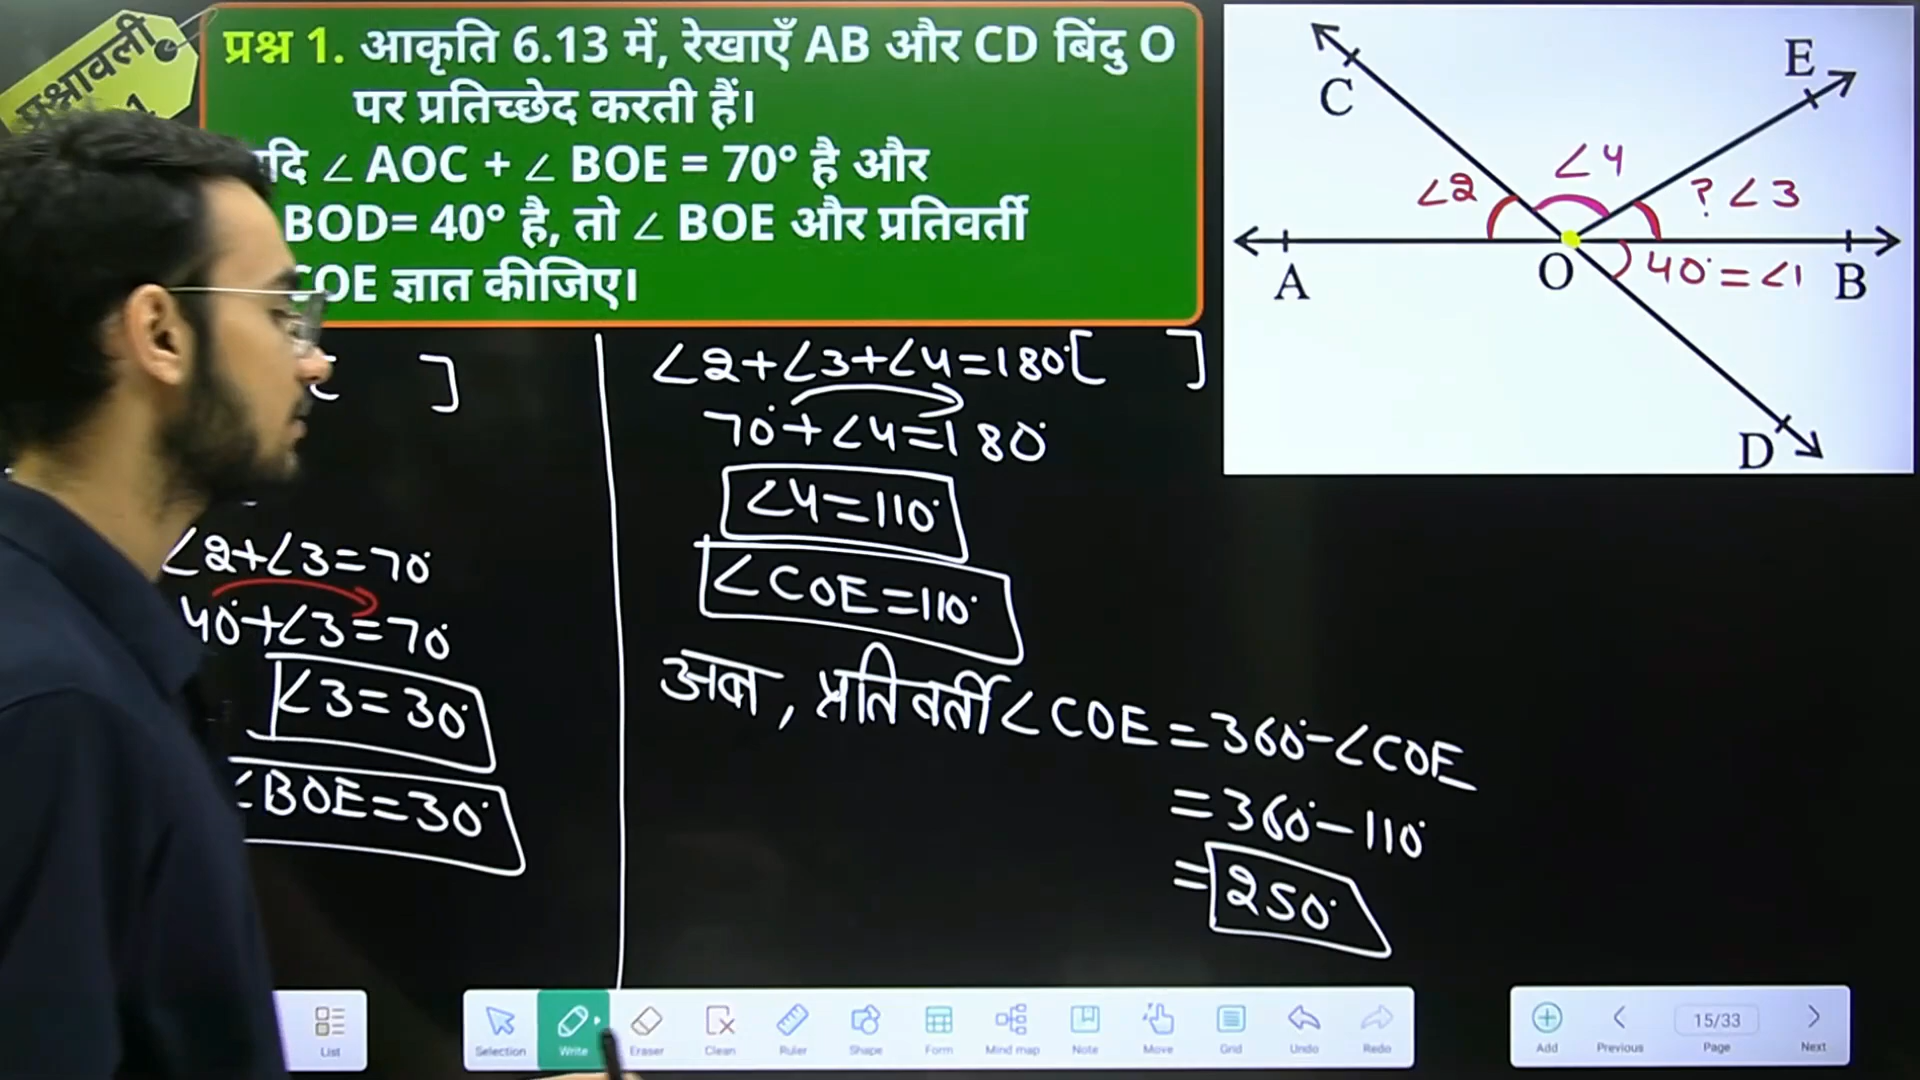 प्रश्नावली
1
प्रश्न 1. आकृति 6.13 में, रेखाएँ AB और CD बिंदु O
पर प्रतिच्छेद करती हैं।
दि ∠ AOC + ∠ BOE = 70° है और
BOD= 40° है, तो ∠ BOE और प्रतिवर्ती
COE ज्ञात कीजिए।
C
E
∠4
∠2
? ∠3
A
O
40°=∠1
B
D
[ ]
∠2+∠3=70°
40°+∠3=70°
∠3=30°
∠BOE=30°
∠2+∠3+∠4=180°[ ]
70°+∠4=180°
∠4=110°
∠COE=110°
अब, प्रतिवर्ती ∠COE=360°-∠COE
=360°-110°
=250°
List
Selection
Write
Eraser
Clean
Ruler
Shape
Form
Mind map
Note
Move
Grid
Undo
Redo
Add
Previous
15/33
Page
Next